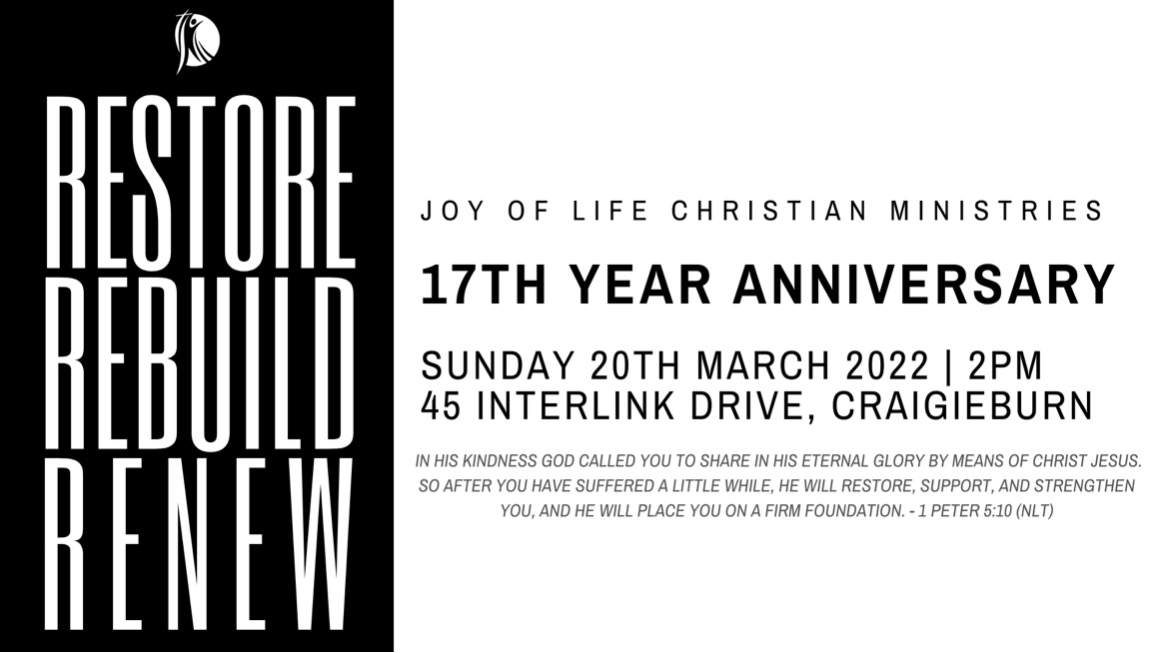 RESTORE
REBUILD
RENEW
JOY OF LIFE CHRISTIAN MINISTRIES
17TH YEAR ANNIVERSARY
SUNDAY 20TH MARCH 2022 | 2PM
45 INTERLINK DRIVE, CRAIGIEBURN
IN HIS KINDNESS GOD CALLED YOU TO SHARE IN HIS ETERNAL GLORY BY MEANS OF CHRIST JESUS.
SO AFTER YOU HAVE SUFFERED A LITTLE WHILE, HE WILL RESTORE, SUPPORT, AND STRENGTHEN
YOU, AND HE WILL PLACE YOU ON A FIRM FOUNDATION. - 1 PETER 5:10 (NLT)